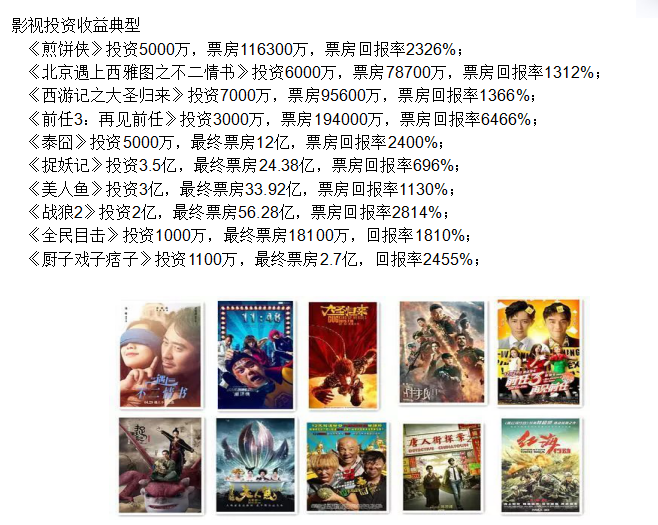 影视投资收益典型
《煎饼侠》投资5000万，票房116300万，票房回报率2326%；
《北京遇上西雅图之不二情书》投资6000万，票房78700万，票房回报率1312%；
《西游记之大圣归来》投资7000万，票房95600万，票房回报率1366%；
《前任3：再见前任》投资3000万，票房194000万，票房回报率6466%；
《泰囧》投资5000万，最终票房12亿，票房回报率2400%；
《捉妖记》投资3.5亿，最终票房24.38亿，票房回报率696%；
《美人鱼》投资3亿，最终票房33.92亿，票房回报率1130%；
《战狼2》投资2亿，最终票房56.28亿，票房回报率2814%；
《全民目击》投资1000万，最终票房18100万，回报率1810%；
《厨子戏子痞子》投资1100万，最终票房2.7亿，回报率2455%；
大圣归来
前任3
再见前任
唐人街探案
红海